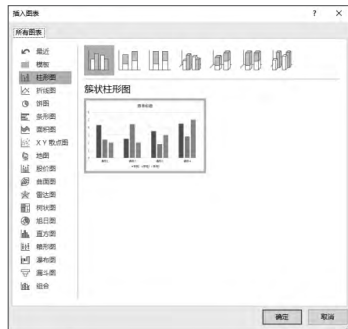 插入图表
? ×
所有图表
最近
模板
柱形图
折线图
饼图
条形图
面积图
X Y 散点图
地图
股价图
曲面图
雷达图
树状图
旭日图
直方图
箱形图
瀑布图
漏斗图
组合
簇状柱形图
图表标题
确定
取消